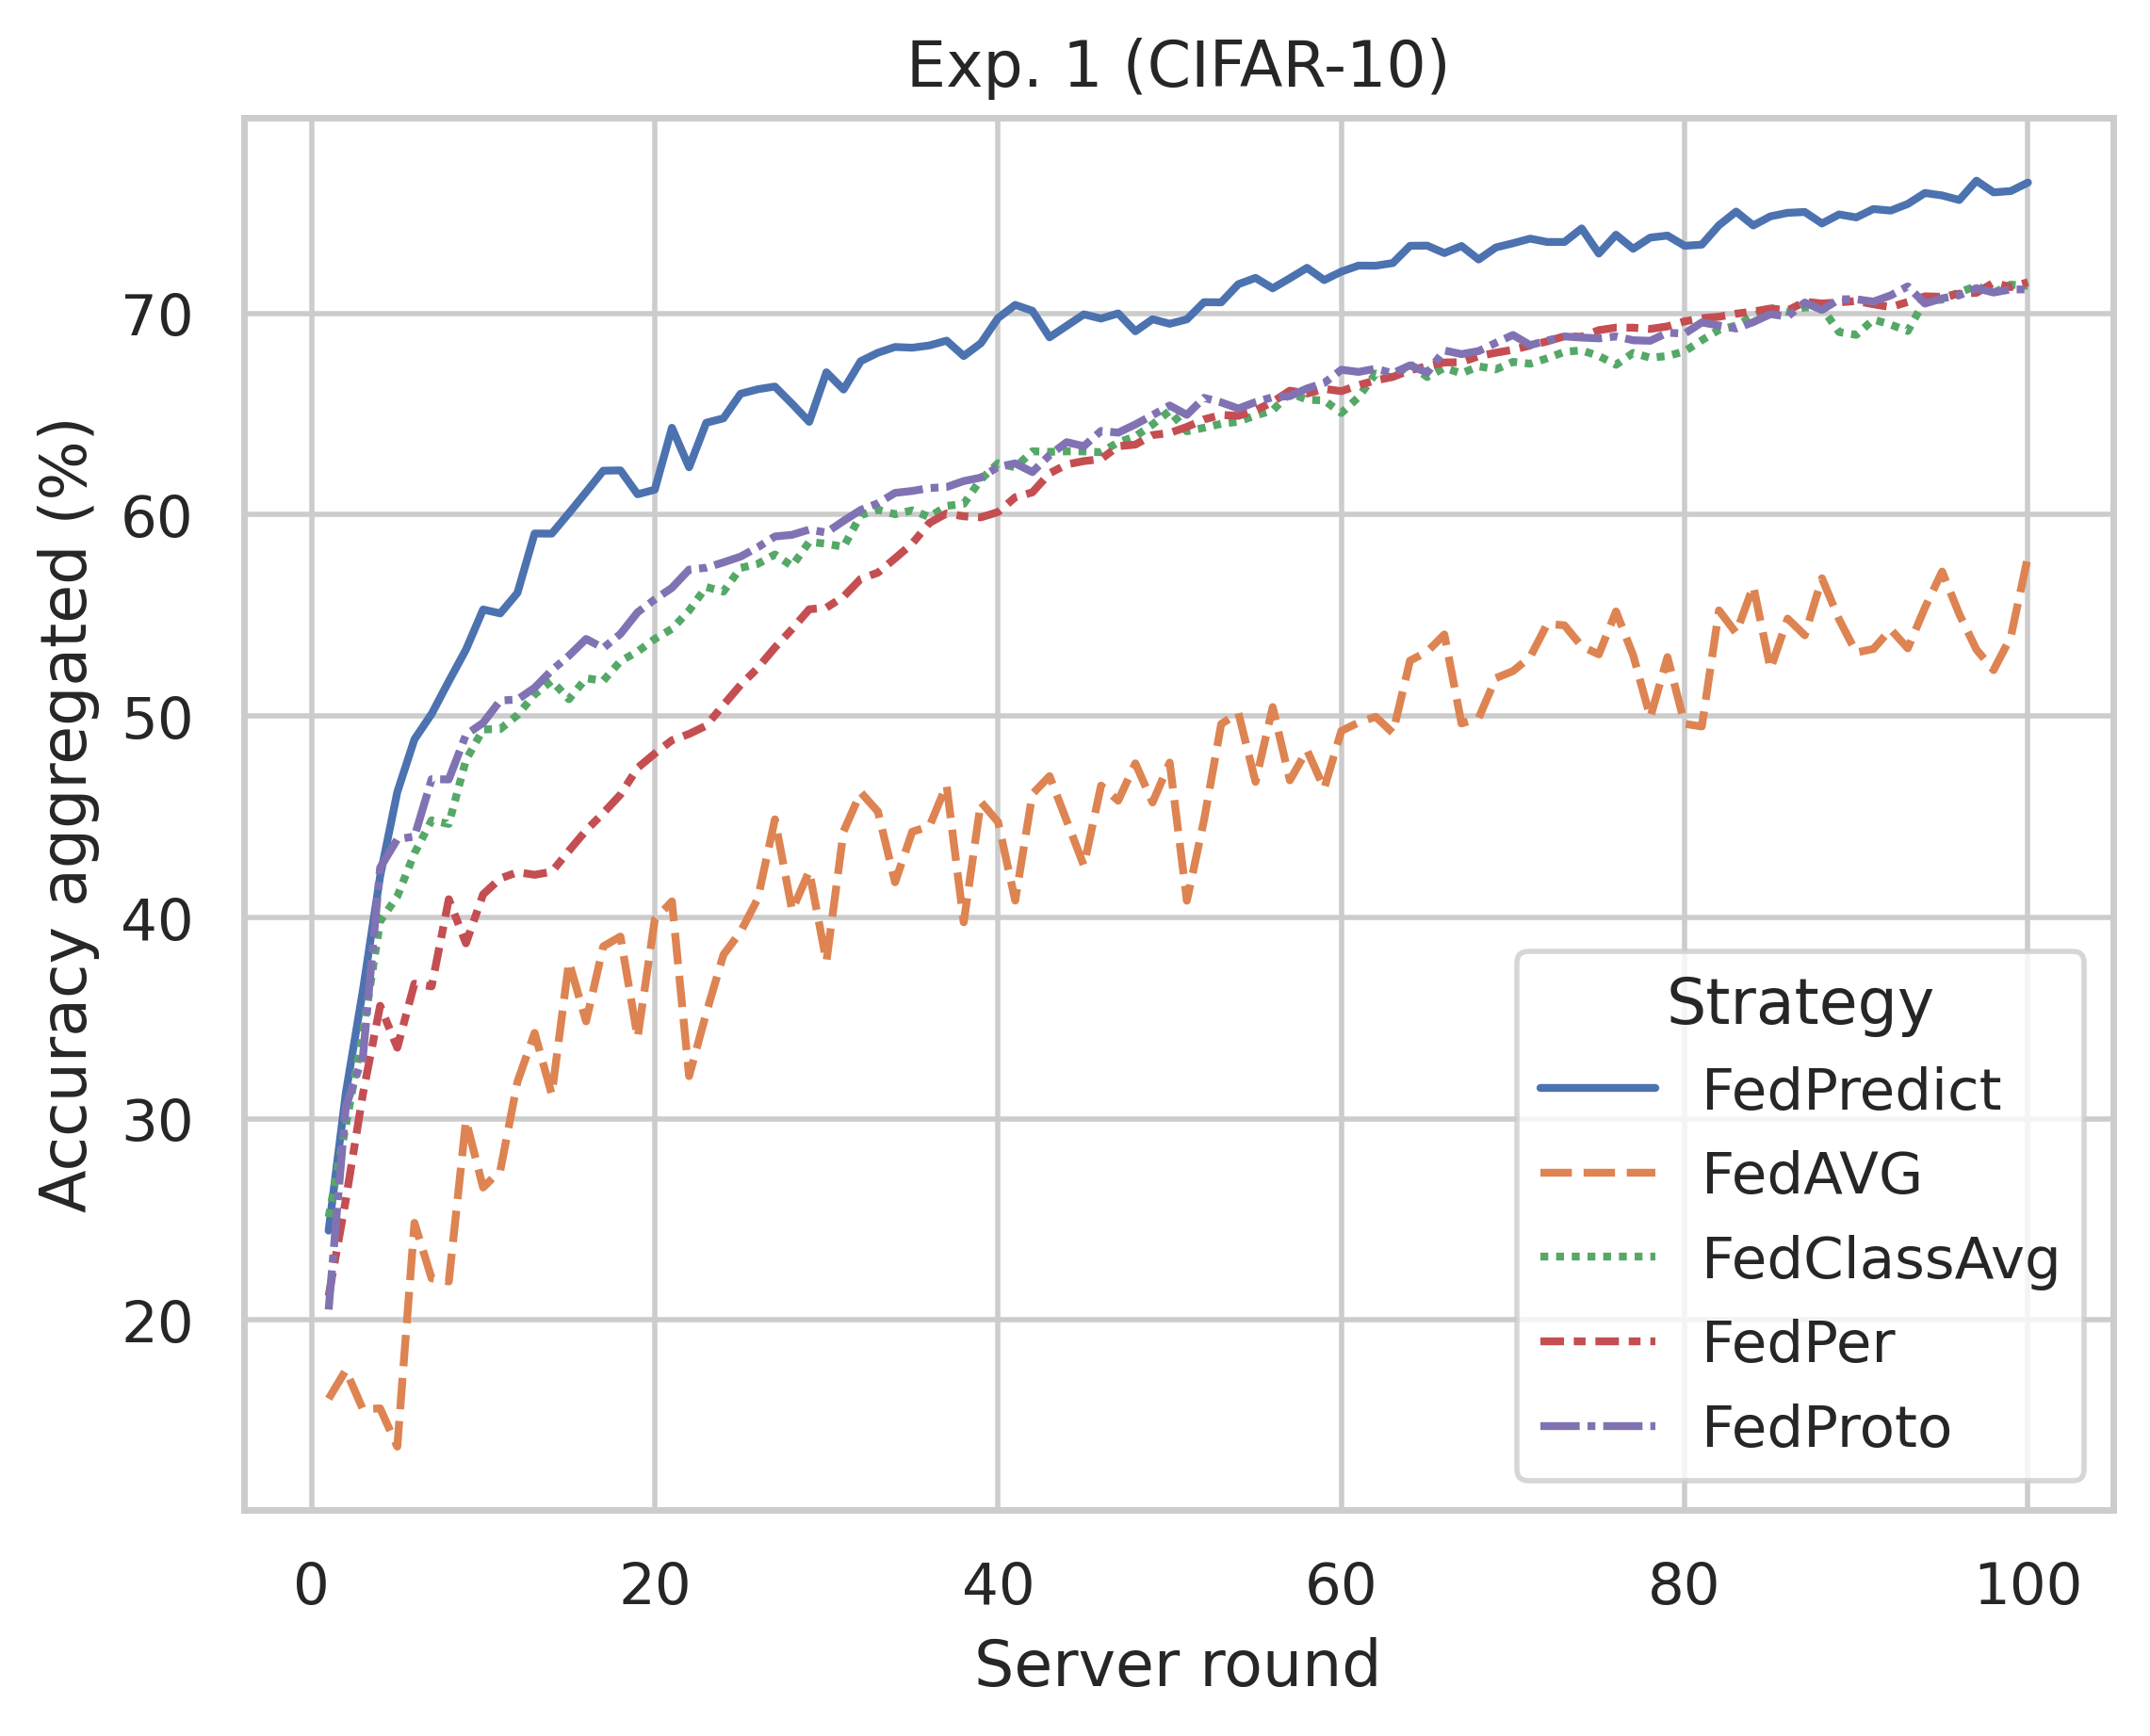 Exp. 1 (CIFAR-10)
Accuracy aggregated (%)
70
60
50
40
30
20
Strategy
FedPredict
FedAVG
FedClassAvg
FedPer
FedProto
0 20 40 60 80 100
Server round